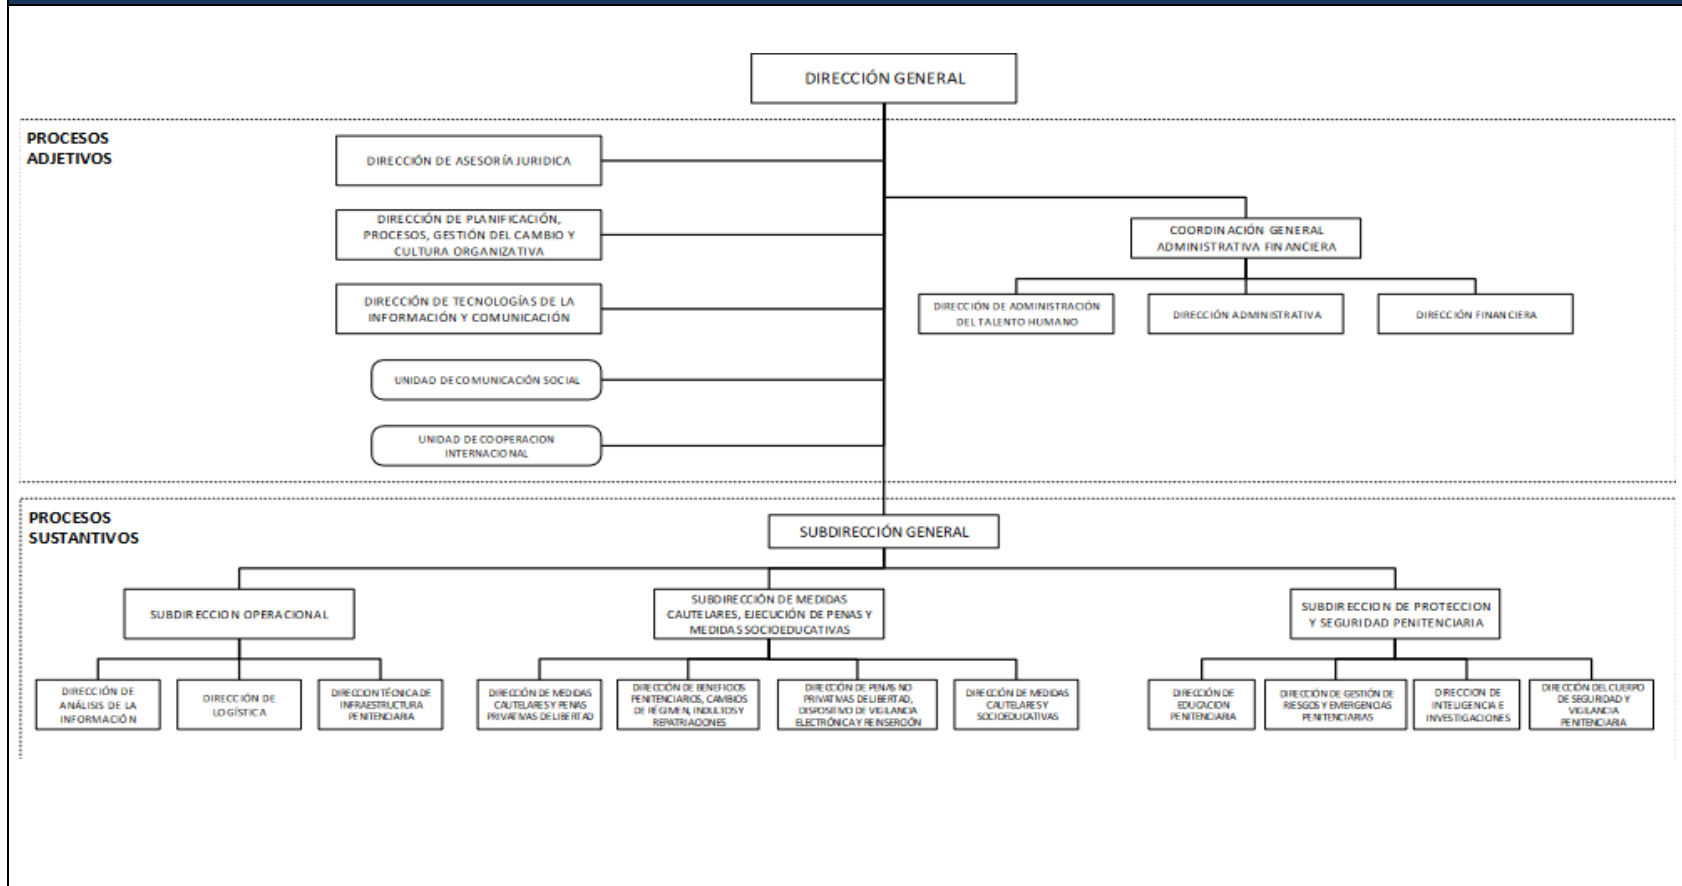 DIRECCIÓN GENERAL
PROCESOS
ADJETIVOS
DIRECCIÓN DE ASESORÍA JURIDICA
DIRECCIÓN DE PLANIFICACIÓN,
PROCESOS, GESTIÓN DEL CAMBIO Y
CULTURA ORGANIZATIVA
DIRECCIÓN DE TECNOLOGÍAS DE LA
INFORMACIÓN Y COMUNICACIÓN
UNIDAD DE COMUNICACIÓN SOCIAL
UNIDAD DE COOPERACION
INTERNACIONAL
COORDINACIÓN GENERAL
ADMINISTRATIVA FINANCIERA
DIRECCIÓN DE ADMINISTRACIÓN
DEL TALENTO HUMANO
DIRECCIÓN ADMINISTRATIVA
DIRECCIÓN FINANCIERA
PROCESOS
SUSTANTIVOS
SUBDIRECCIÓN GENERAL
SUBDIRECCION OPERACIONAL
SUBDIRECCIÓN DE MEDIDAS
CAUTELARES, EJECUCIÓN DE PENAS Y
MEDIDAS SOCIOEDUCATIVAS
SUBDIRECCION DE PROTECCION
Y SEGURIDAD PENITENCIARIA
DIRECCIÓN DE
ANÁLISIS DE LA
INFORMACIÓN
DIRECCIÓN DE
LOGÍSTICA
DIRECCION TÉCNICA DE
INFRAESTRUCTURA
PENITENCIARIA
DIRECCIÓN DE MEDIDAS
CAUTELARES Y PENAS
PRIVATIVAS DE LIBERTAD
DIRECCIÓN DE BENEFICIOS
PENITENCIARIOS, CAMBIOS
DE RÉGIMEN, INDULTOS Y
REPATRIACIONES
DIRECCIÓN DE PENAS NO
PRIVATIVAS DE LIBERTAD,
DISPOSITIVO DE VIGILANCIA
ELECTRÓNICA Y REINSERCIÓN
DIRECCIÓN DE MEDIDAS
CAUTELARES Y
SOCIOEDUCATIVAS
DIRECCIÓN DE
EDUCACION
PENITENCIARIA
DIRECCIÓN DE GESTIÓN DE
RIESGOS Y EMERGENCIAS
PENITENCIARIAS
DIRECCION DE
INTELIGENCIA E
INVESTIGACIONES
DIRECCIÓN DEL CUERPO
DE SEGURIDAD Y
VIGILANCIA
PENITENCIARIA